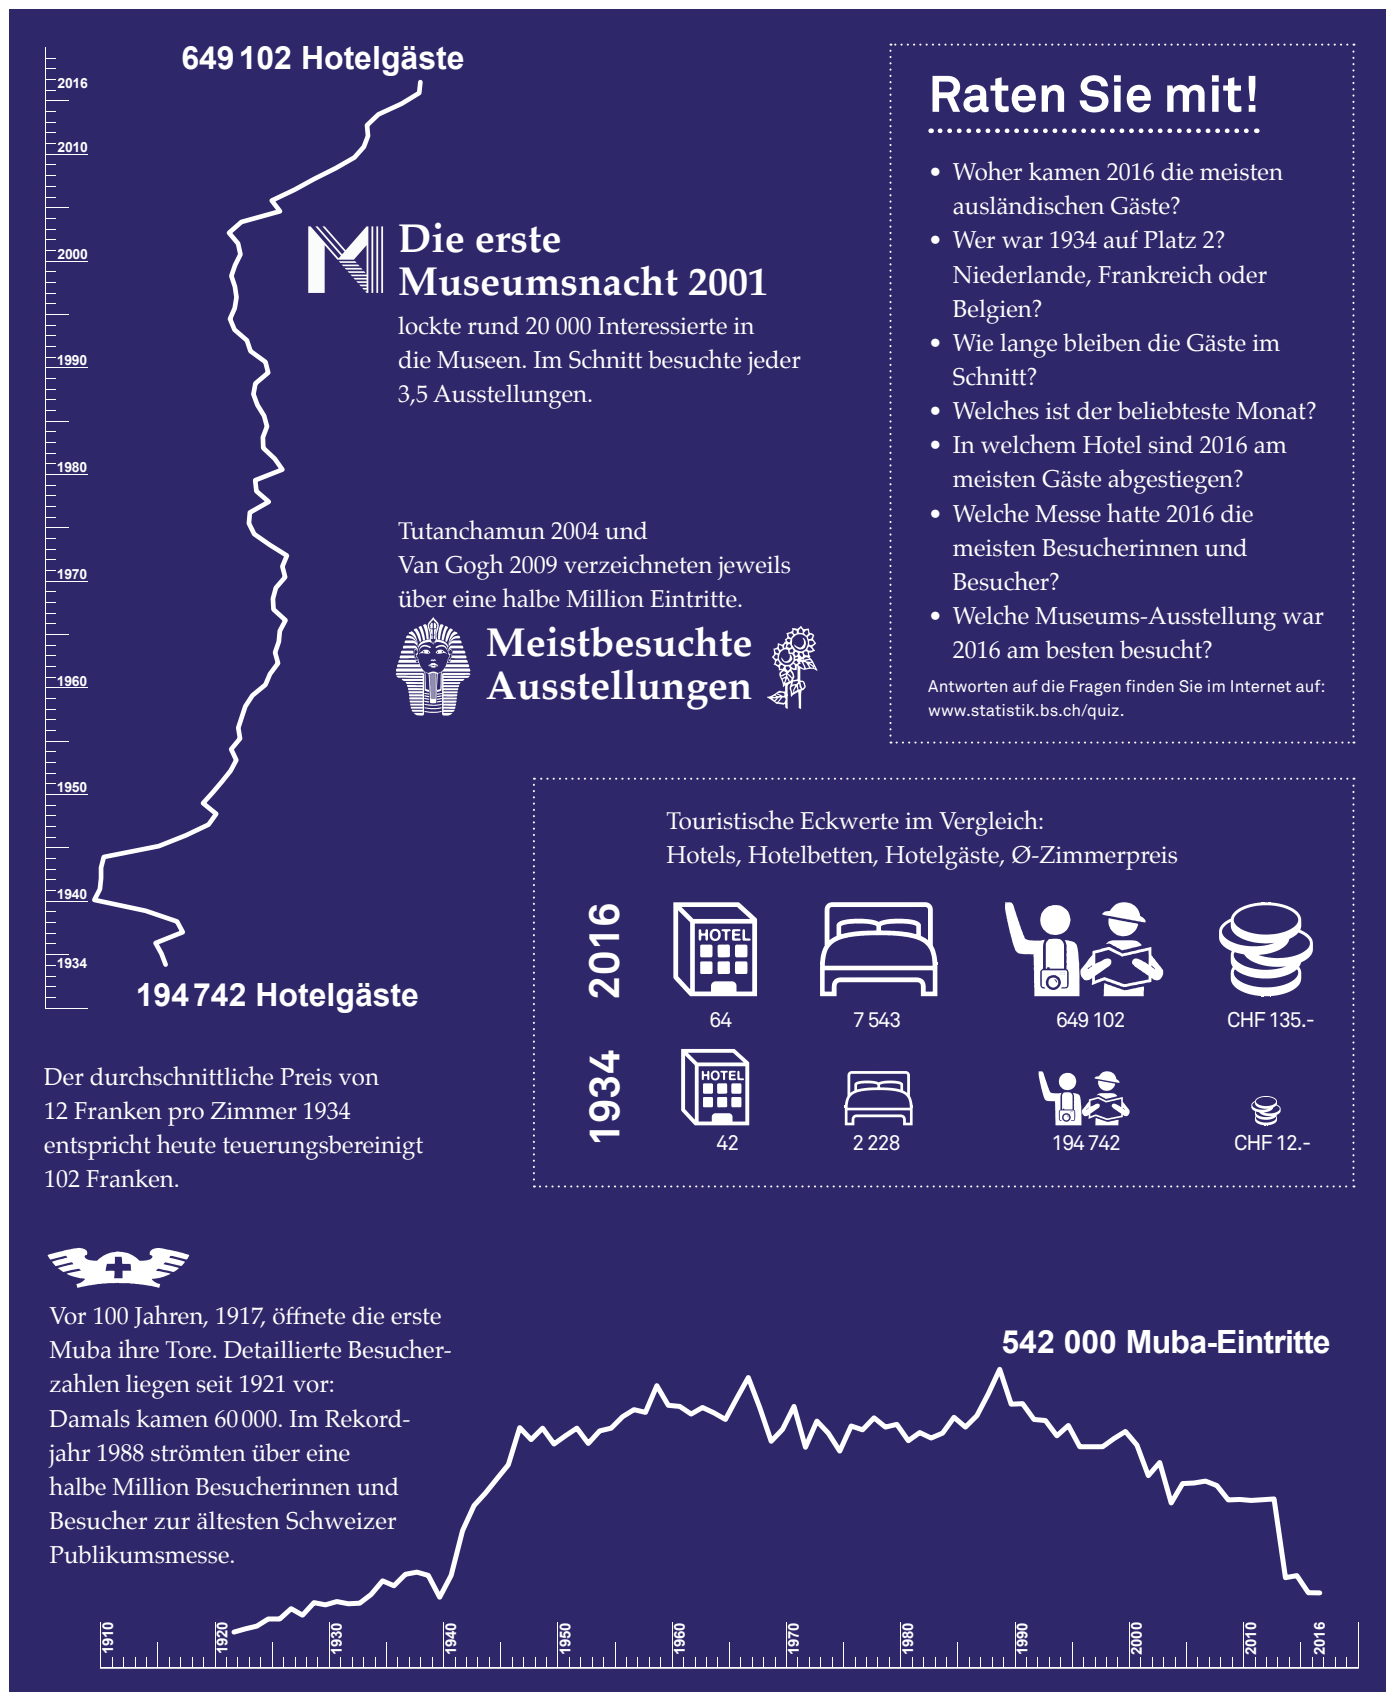 649 102 Hotelgäste
2016
2010
2000
1990
1980
1970
1960
1950
1940
1934
194 742 Hotelgäste
Die erste
Museumsnacht 2001
lockte rund 20 000 Interessierte in
die Museen. Im Schnitt besuchte jeder
3,5 Ausstellungen.
Tutanchamun 2004 und
Van Gogh 2009 verzeichneten jeweils
über eine halbe Million Eintritte.
Meistbesuchte
Ausstellungen
Raten Sie mit!
• Woher kamen 2016 die meisten
ausländischen Gäste?
• Wer war 1934 auf Platz 2?
Niederlande, Frankreich oder
Belgien?
• Wie lange bleiben die Gäste im
Schnitt?
• Welches ist der beliebteste Monat?
• In welchem Hotel sind 2016 am
meisten Gäste abgestiegen?
• Welche Messe hatte 2016 die
meisten Besucherinnen und
Besucher?
• Welche Museums-Ausstellung war
2016 am besten besucht?
Antworten auf die Fragen finden Sie im Internet auf:
www.statistik.bs.ch/quiz.
Touristische Eckwerte im Vergleich:
Hotels, Hotelbetten, Hotelgäste, Ø-Zimmerpreis
2016
HOTEL
64 7 543 649 102 CHF 135.-
1934
HOTEL
42 2 228 194 742 CHF 12.-
Der durchschnittliche Preis von
12 Franken pro Zimmer 1934
entspricht heute teuerungsbereinigt
102 Franken.
Vor 100 Jahren, 1917, öffnete die erste
Muba ihre Tore. Detaillierte Besucher-
zahlen liegen seit 1921 vor:
Damals kamen 60 000. Im Rekord-
jahr 1988 strömten über eine
halbe Million Besucherinnen und
Besucher zur ältesten Schweizer
Publikumsmesse.
542 000 Muba-Eintritte
1910 1920 1930 1940 1950 1960 1970 1980 1990 2000 2010 2016